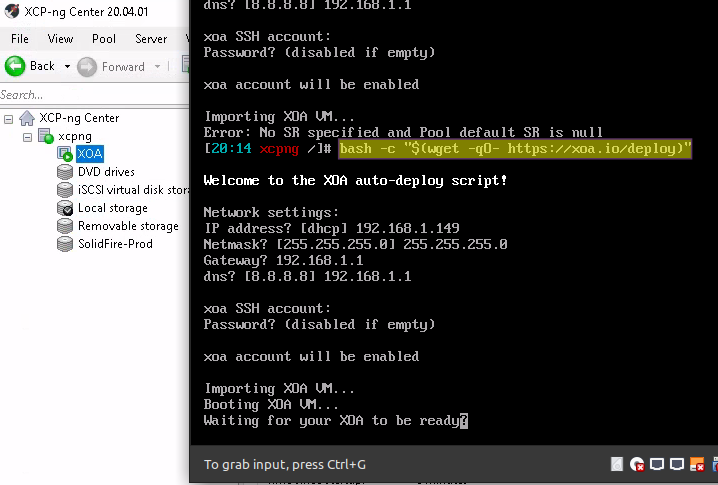 XCP-ng Center 20.04.01
File View Pool Server
Back Forward
Search...
XCP-ng Center
xcpng
XOA
DVD drives
iSCSI virtual disk stora
Local storage
Removable storage
SolidFire-Prod
dns? [8.8.8.8] 192.168.1.1
xoa SSH account:
Password? (disabled if empty)
xoa account will be enabled
Importing XOA VM...
Error: No SR specified and Pool default SR is null
[20:14 xcpng /]# bash -c "$(wget -qO- https://xoa.io/deploy)"
Welcome to the XOA auto-deploy script!
Network settings:
IP address? [dhcp] 192.168.1.149
Netmask? [255.255.255.0] 255.255.255.0
Gateway? 192.168.1.1
dns? [8.8.8.8] 192.168.1.1
xoa SSH account:
Password? (disabled if empty)
xoa account will be enabled
Importing XOA VM...
Booting XOA VM...
Waiting for your XOA to be ready?
To grab input, press Ctrl+G